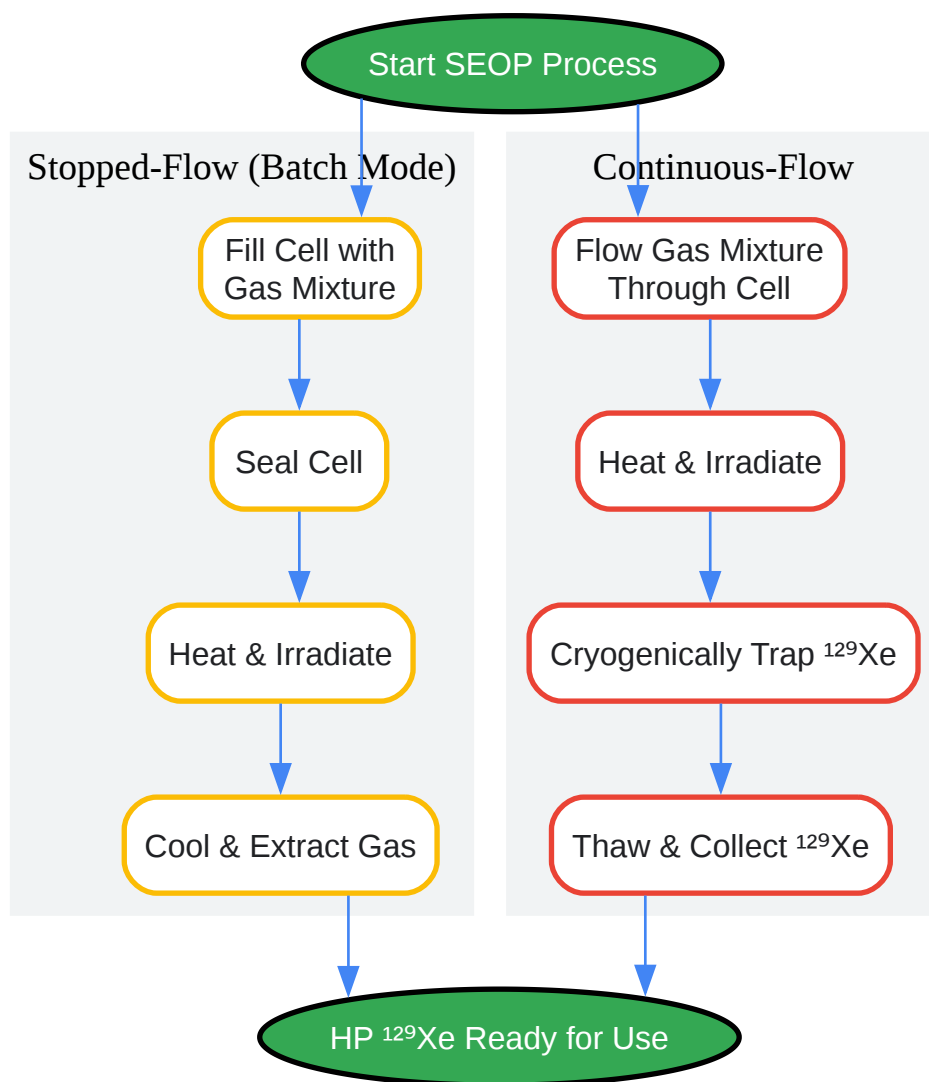 Start SEOP Process
Stopped-Flow (Batch Mode)
Fill Cell with
Gas Mixture
Seal Cell
Heat & Irradiate
Cool & Extract Gas
Continuous-Flow
Flow Gas Mixture
Through Cell
Heat & Irradiate
Cryogenically Trap ¹²⁹Xe
Thaw & Collect ¹²⁹Xe
HP ¹²⁹Xe Ready for Use